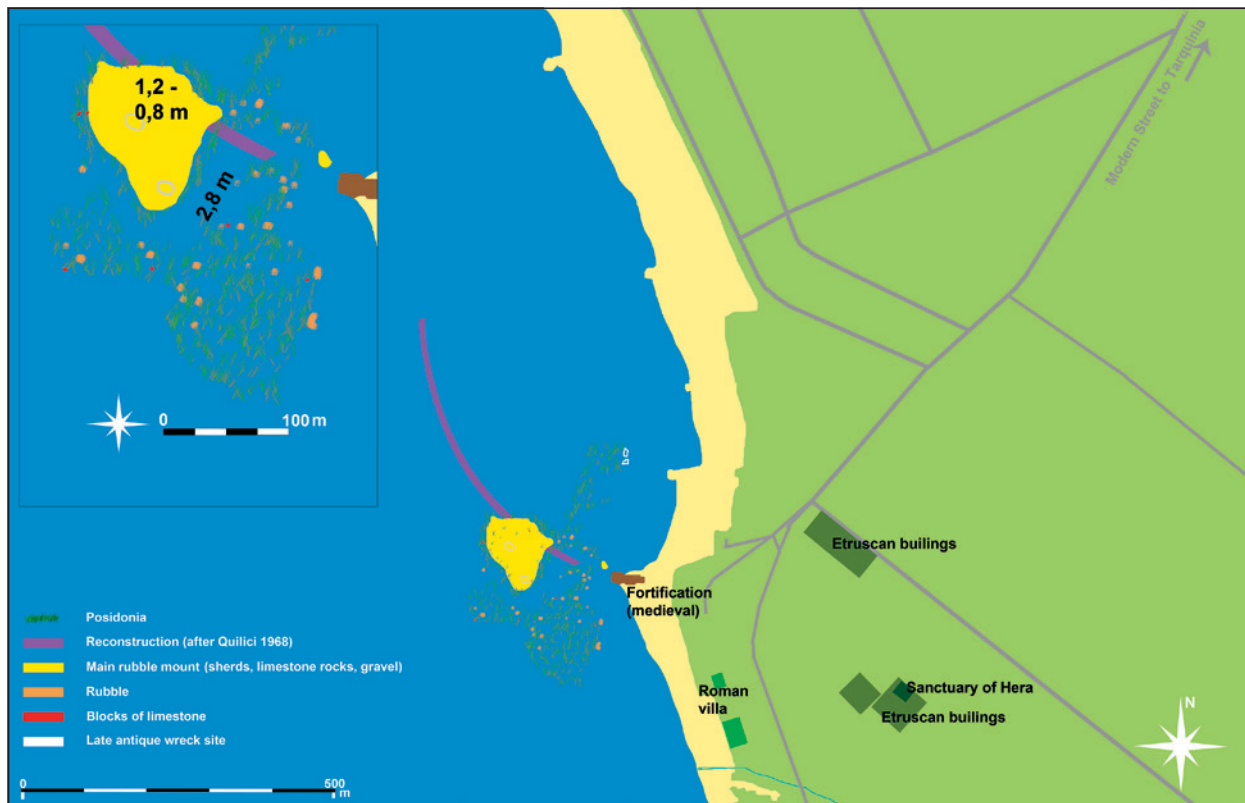 1,2 -
0,8 m
2,8 m
0
100 m
Modern Street to Tarquinia
Etruscan builings
Fortification
(medieval)
Sanctuary of Hera
Etruscan builings
Roman
villa
N
Posidonia
Reconstruction (after Quilici 1968)
Main rubble mount (sherds, limestone rocks, gravel)
Rubble
Blocks of limestone
Late antique wreck site
0
500
m